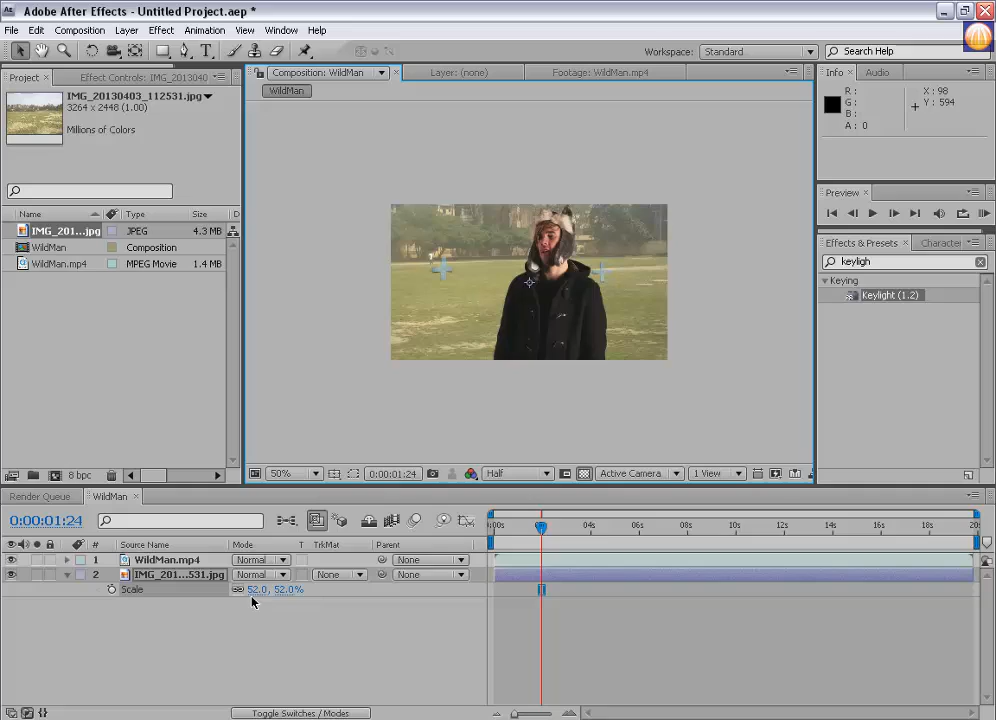 Adobe After Effects - Untitled Project.aep *
File Edit Composition Layer Effect Animation View Window Help
Workspace: Standard Search Help
Project × Effect Controls: IMG_2013040
Composition: WildMan × Layer: (none) Footage: WildMan.mp4
Info × Audio
IMG_20130403_112531.jpg
3264 x 2448 (1.00)
Millions of Colors
WildMan
R :
G :
B :
A : 0
X : 98
Y : 594
Preview ×
Name Type Size D
IMG_201...jpg JPEG 4.3 MB
WildMan Composition
WildMan.mp4 MPEG Movie 1.4 MB
Effects & Presets × Character
keyligh
Keying
Keylight (1.2)
8 bpc
50% 0:00:01:24 Half Active Camera 1 View
Render Queue WildMan ×
0:00:01:24
:00s 04s 06s 08s 10s 12s 14s 16s 18s 20s
# Source Name Mode T TrkMat Parent
1 WildMan.mp4 Normal None
2 IMG_201...531.jpg Normal None None
Scale 52.0, 52.0%
Toggle Switches / Modes